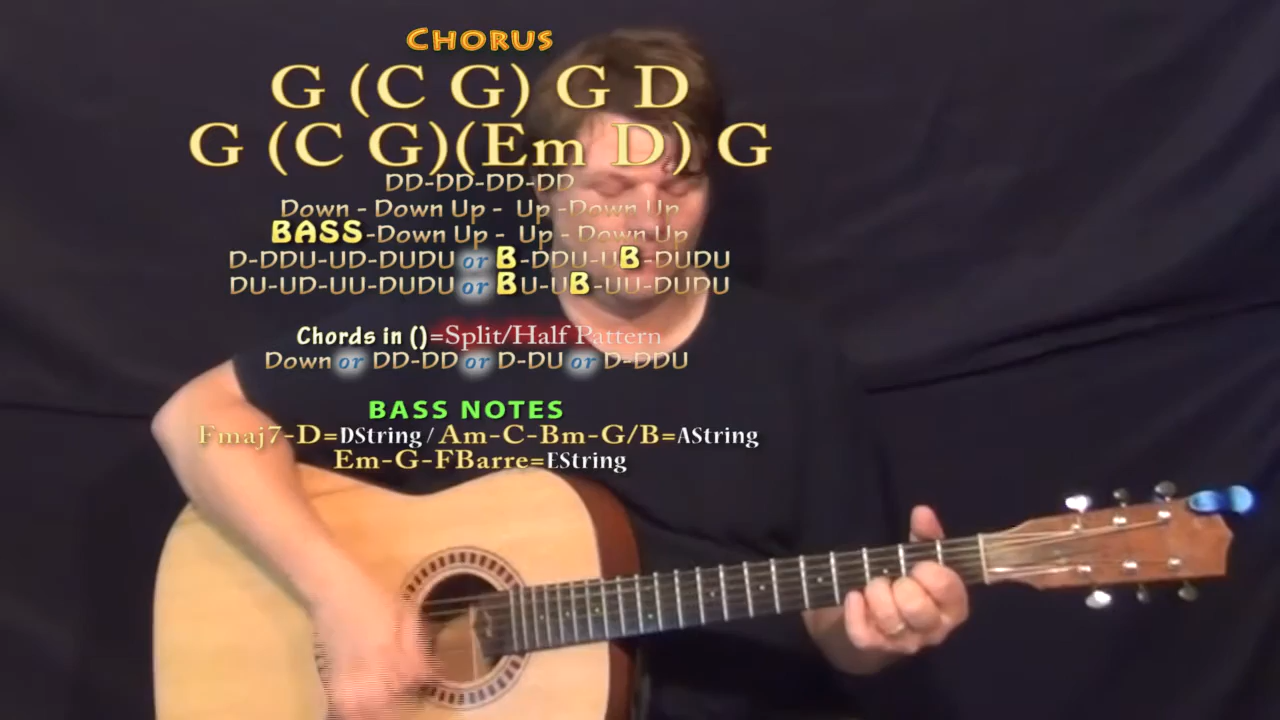 CHORUS
G (C G) G D
G (C G)(Em D) G
DD-DD-DD-DD
Down - Down Up - Up -Down Up
BASS-Down Up - Up - Down Up
D-DDU-UD-DUDU or B-DDU-UB-DUDU
DU-UD-UU-DUDU or BU-UB-UU-DUDU
Chords in ()=Split/Half Pattern
Down or DD-DD or D-DU or D-DDU
BASS NOTES
Fmaj7-D=DString / Am-C-Bm-G/B=AString
Em-G-FBarre=EString